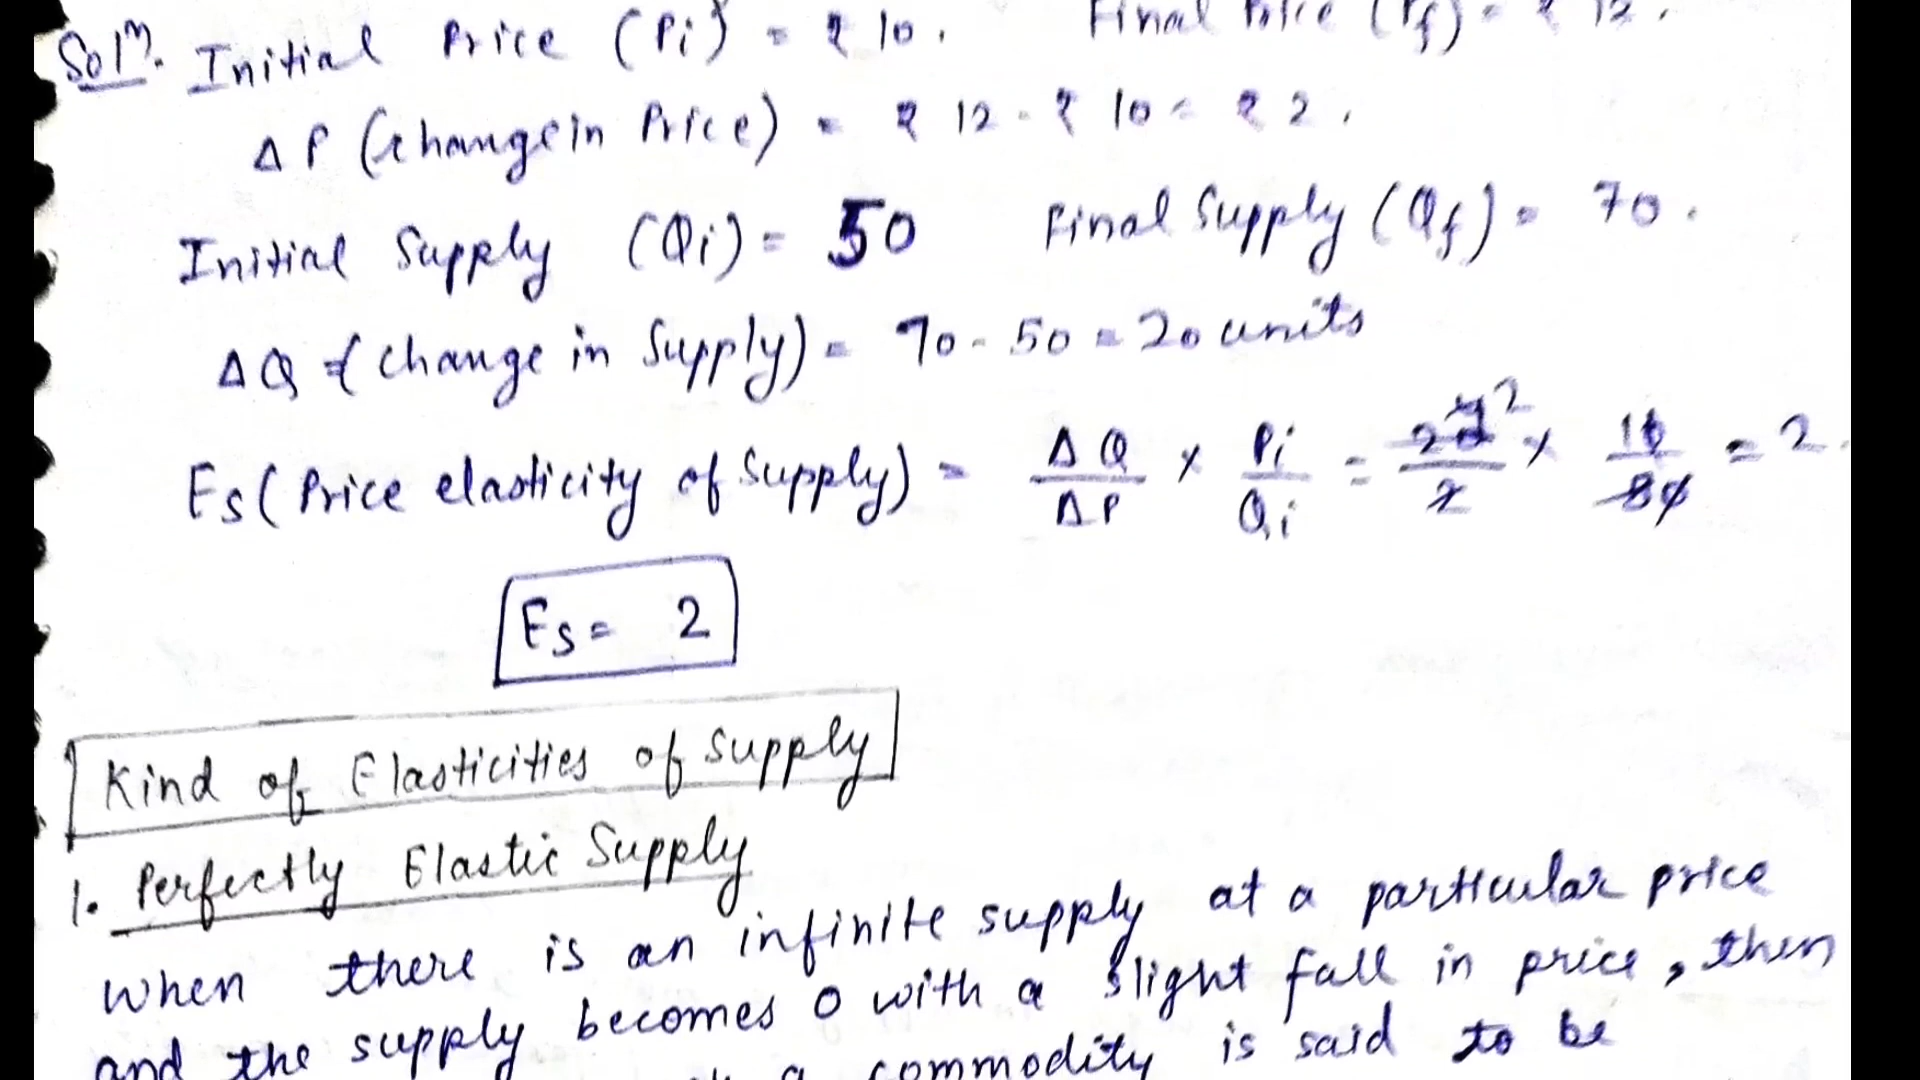 Solⁿ. Initial Price (Pi) = ₹ 10. Final Price (Pf) = ₹ 12.
ΔP (change in Price) = ₹ 12 - ₹ 10 = ₹ 2.
Initial Supply (Qi) = 50 Final Supply (Qf) = 70.
ΔQ (change in Supply) = 70 - 50 = 20 units
Es (Price elasticity of Supply) = ΔQ/ΔP × Pi/Qi = 20/2 × 10/50 = 2.
Es = 2
Kind of Elasticities of Supply
1. Perfectly Elastic Supply
When there is an infinite supply at a particular price
and the supply becomes 0 with a slight fall in price, then
a commodity is said to be